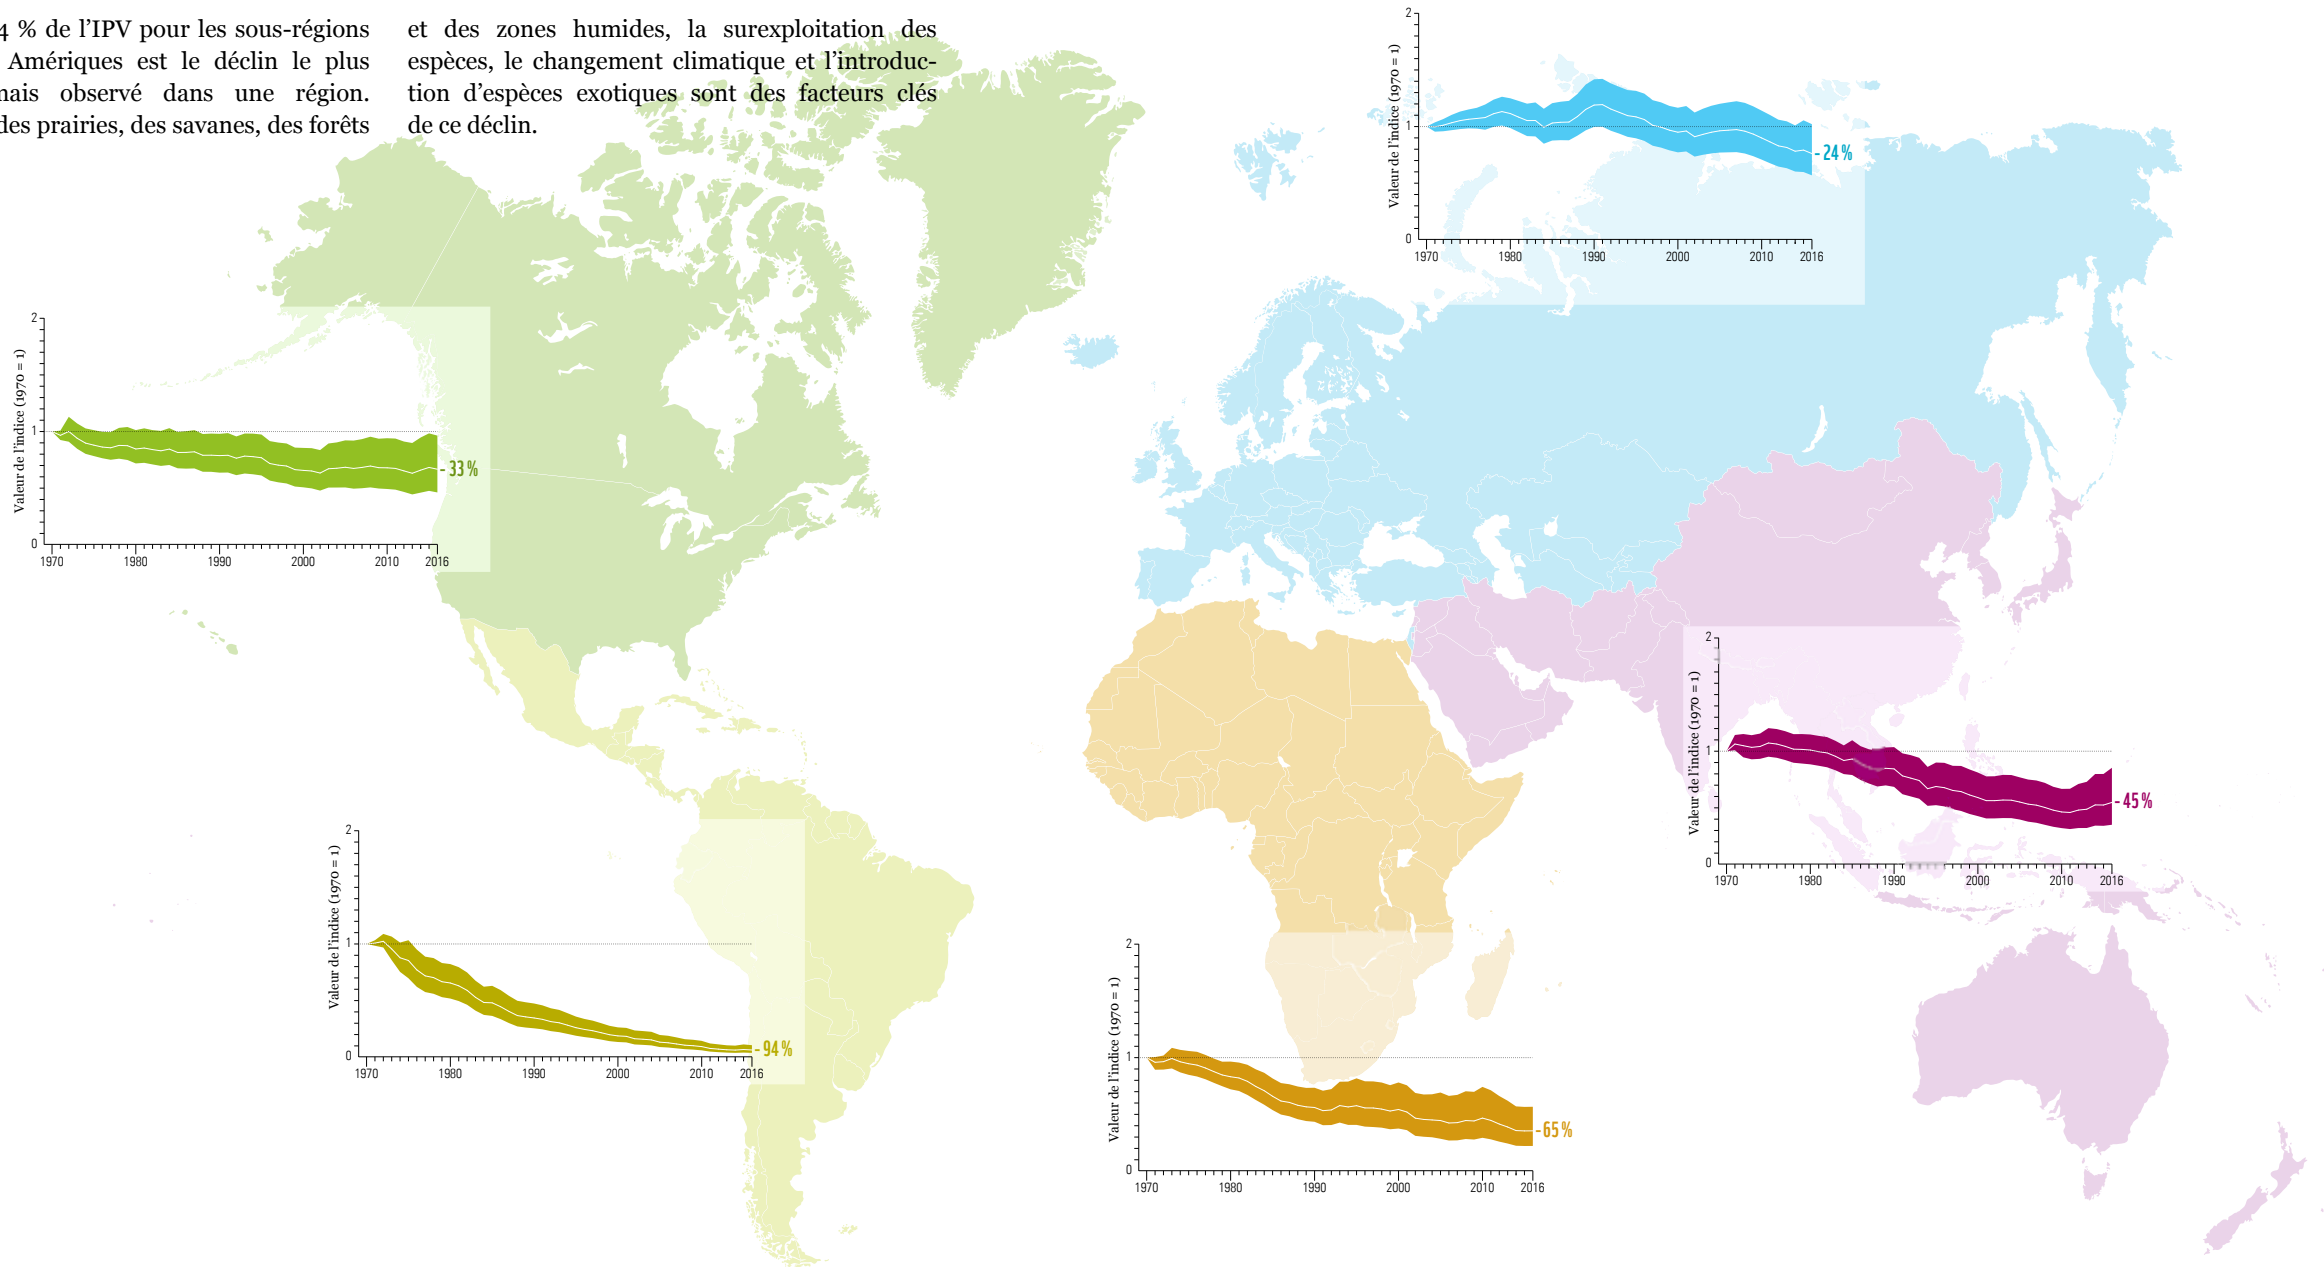 4 % de l’IPV pour les sous-régions
Amériques est le déclin le plus
mais observé dans une région.
des prairies, des savanes, des forêts
et des zones humides, la surexploitation des
espèces, le changement climatique et l’introduc-
tion d’espèces exotiques sont des facteurs clés
de ce déclin.
Valeur de l’indice (1970 = 1)
2
1
0
1970 1980 1990 2000 2010 2016
- 24 %
Valeur de l’indice (1970 = 1)
2
1
0
1970 1980 1990 2000 2010 2016
- 33 %
Valeur de l’indice (1970 = 1)
2
1
0
1970 1980 1990 2000 2010 2016
- 45 %
Valeur de l’indice (1970 = 1)
2
1
0
1970 1980 1990 2000 2010 2016
- 94 %
Valeur de l’indice (1970 = 1)
2
1
0
1970 1980 1990 2000 2010 2016
- 65 %